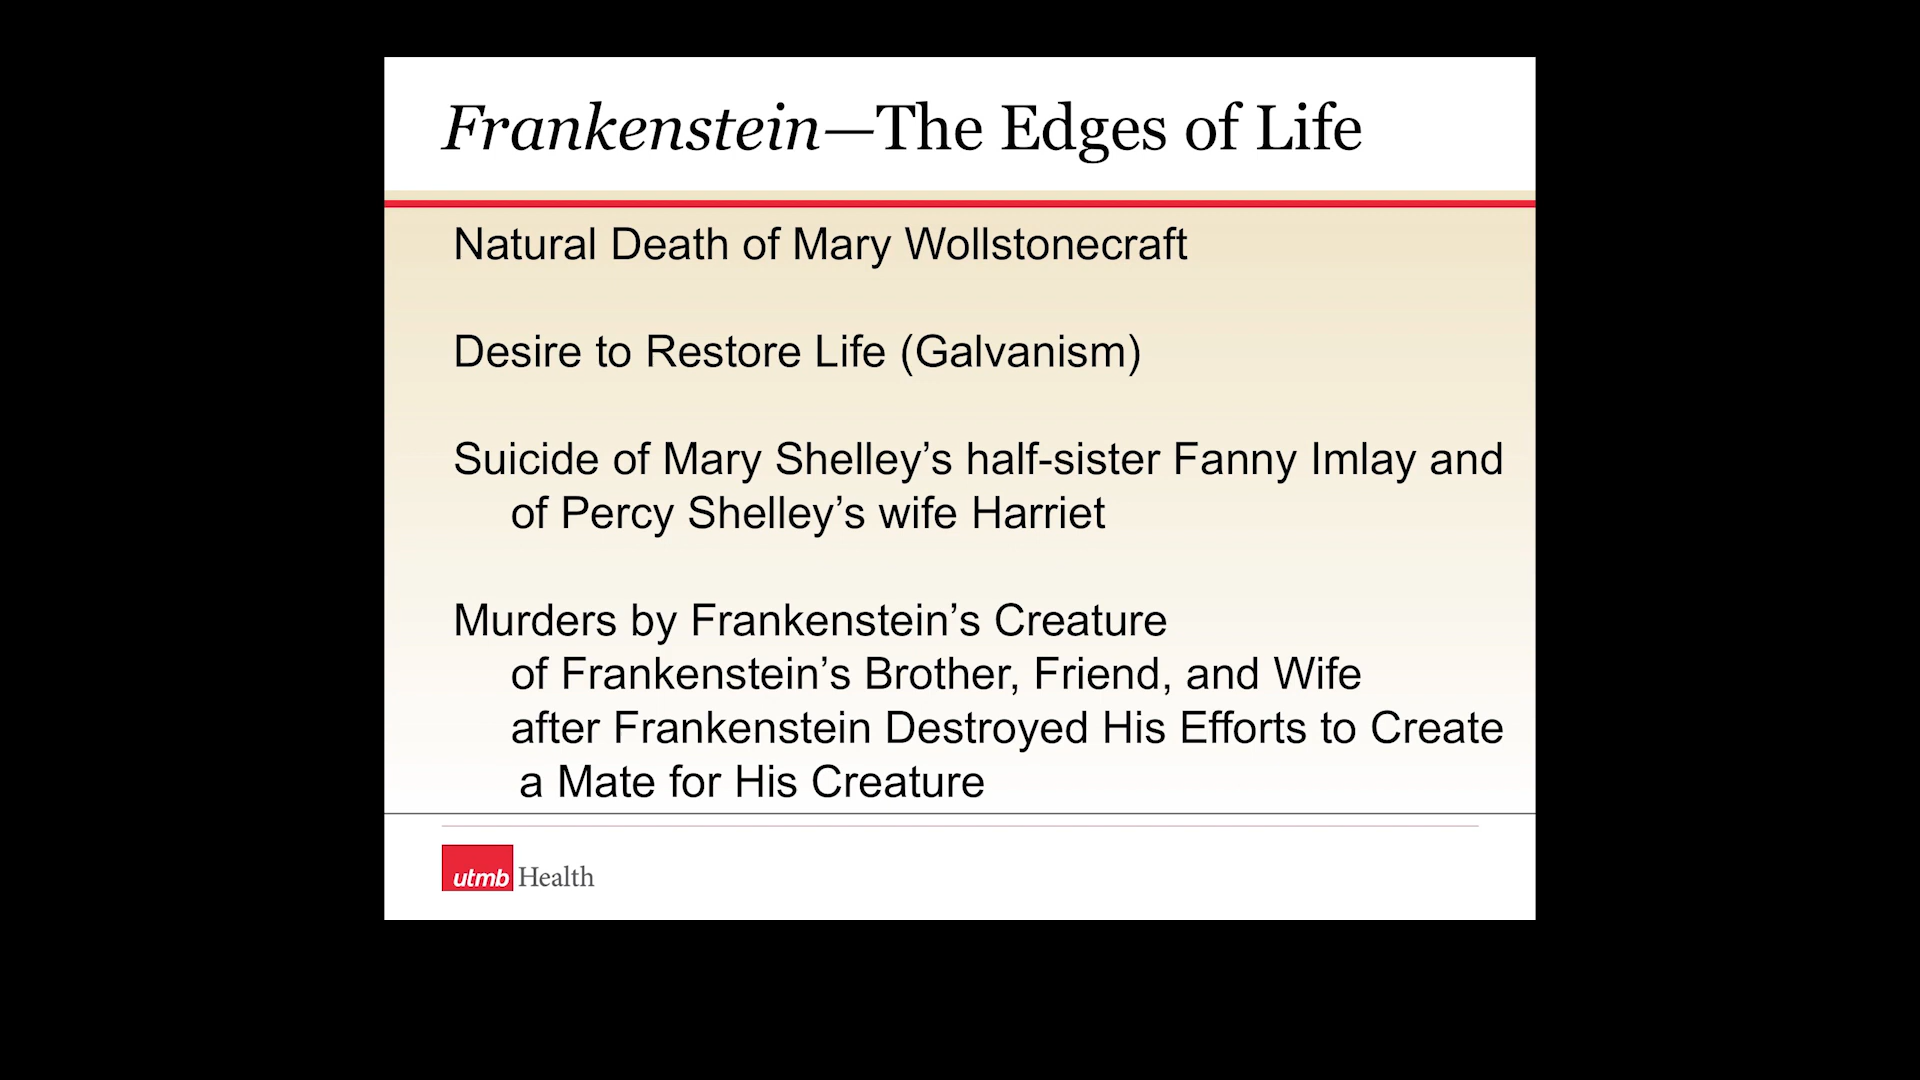 Frankenstein—The Edges of Life
Natural Death of Mary Wollstonecraft
Desire to Restore Life (Galvanism)
Suicide of Mary Shelley’s half-sister Fanny Imlay and
of Percy Shelley’s wife Harriet
Murders by Frankenstein’s Creature
of Frankenstein’s Brother, Friend, and Wife
after Frankenstein Destroyed His Efforts to Create
a Mate for His Creature
utmb Health